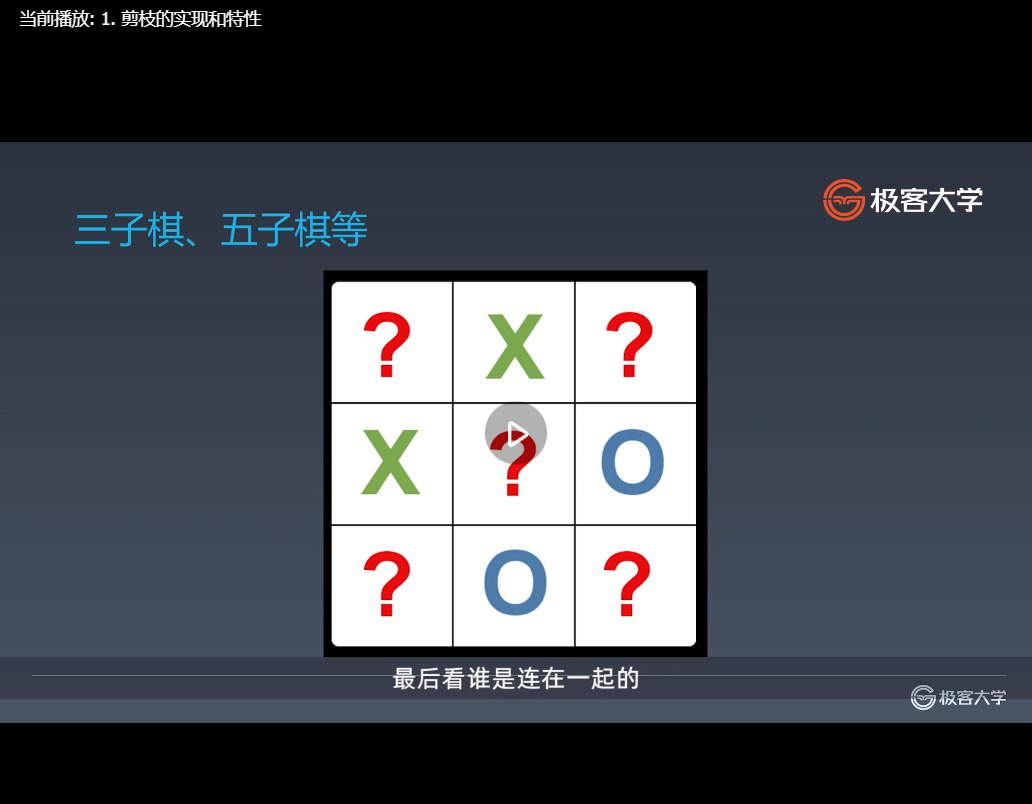 当前播放: 1. 剪枝的实现和特性
极客大学
三子棋、五子棋等
? X ?
X ? O
? O ?
最后看谁是连在一起的
极客大学